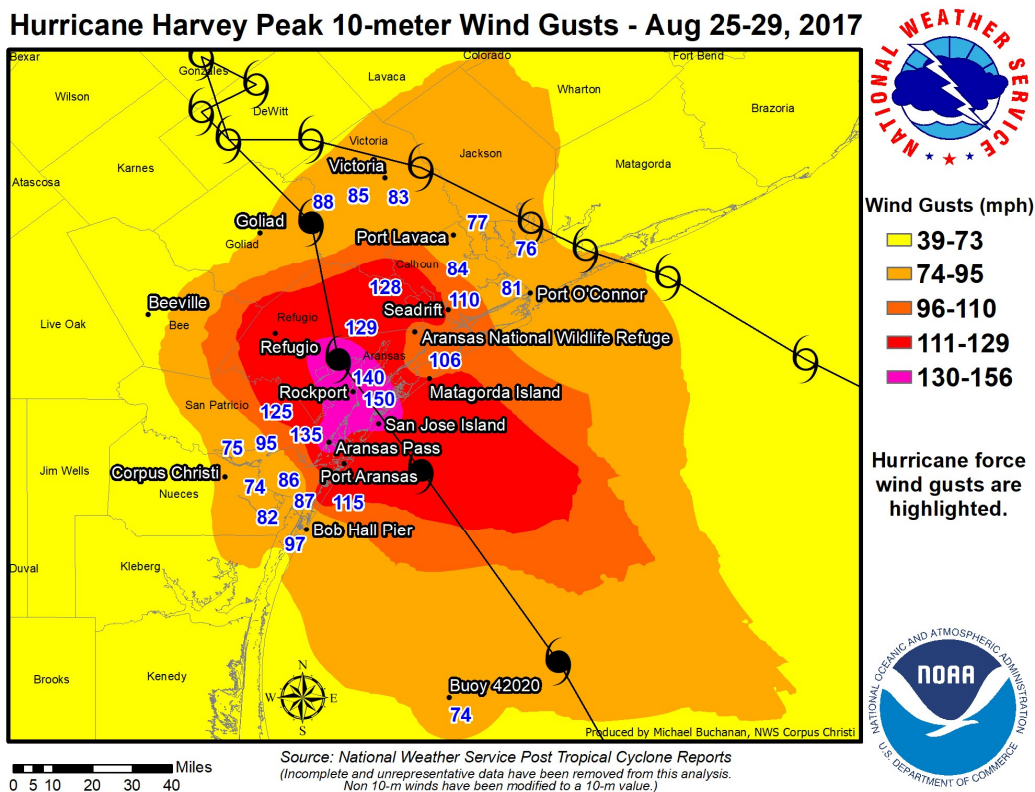 Hurricane Harvey Peak 10-meter Wind Gusts - Aug 25-29, 2017
Bexar
Colorado
Fort Bend
Gonzales
Lavaca
Wilson
Wharton
DeWitt
Brazoria
Victoria
Jackson
Karnes
Victoria
Matagorda
Atascosa
88
85
83
Goliad
77
Goliad
Port Lavaca
76
Calhoun
84
128
81
Port O'Connor
Beeville
110
Seadrift
Live Oak
Bee
Refugio
129
Aransas National Wildlife Refuge
Refugio
Aransas
106
140
Rockport
150
Matagorda Island
San Patricio
125
San Jose Island
135
75
95
Aransas Pass
Jim Wells
Corpus Christi
Port Aransas
74
86
Nueces
87
115
82
Bob Hall Pier
97
Duval
Kleberg
N
Brooks
Kenedy
W
E
S
Buoy 42020
74
Produced by Michael Buchanan, NWS Corpus Christi
NATIONAL WEATHER SERVICE
Wind Gusts (mph)
39-73
74-95
96-110
111-129
130-156
Hurricane force
wind gusts are
highlighted.
NATIONAL OCEANIC AND ATMOSPHERIC ADMINISTRATION
NOAA
U.S. DEPARTMENT OF COMMERCE
Miles
0 5 10 20 30 40
Source: National Weather Service Post Tropical Cyclone Reports
(Incomplete and unrepresentative data have been removed from this analysis.
Non 10-m winds have been modified to a 10-m value.)